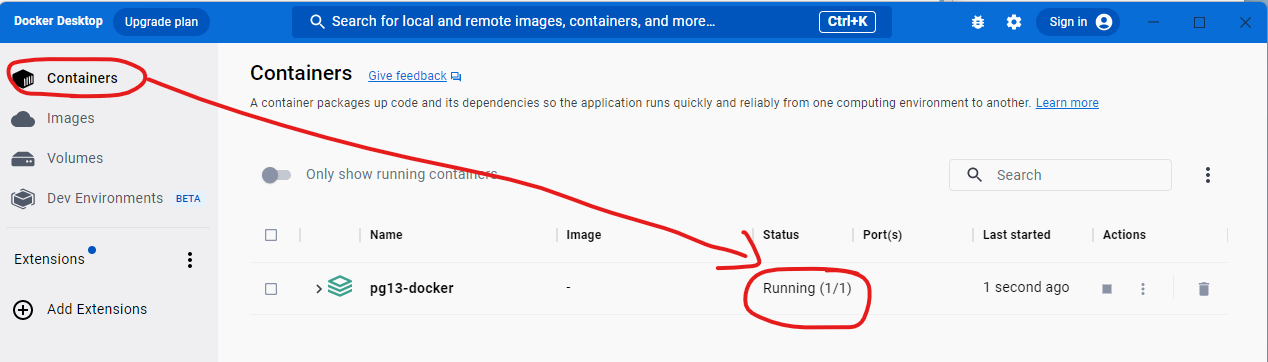 Docker Desktop Upgrade plan Search for local and remote images, containers, and more... Ctrl+K Sign in
Containers
Images
Volumes
Dev Environments BETA
Extensions
Add Extensions
Containers Give feedback
A container packages up code and its dependencies so the application runs quickly and reliably from one computing environment to another. Learn more
Only show running containers
Search
Name Image Status Port(s) Last started Actions
pg13-docker - Running (1/1) 1 second ago